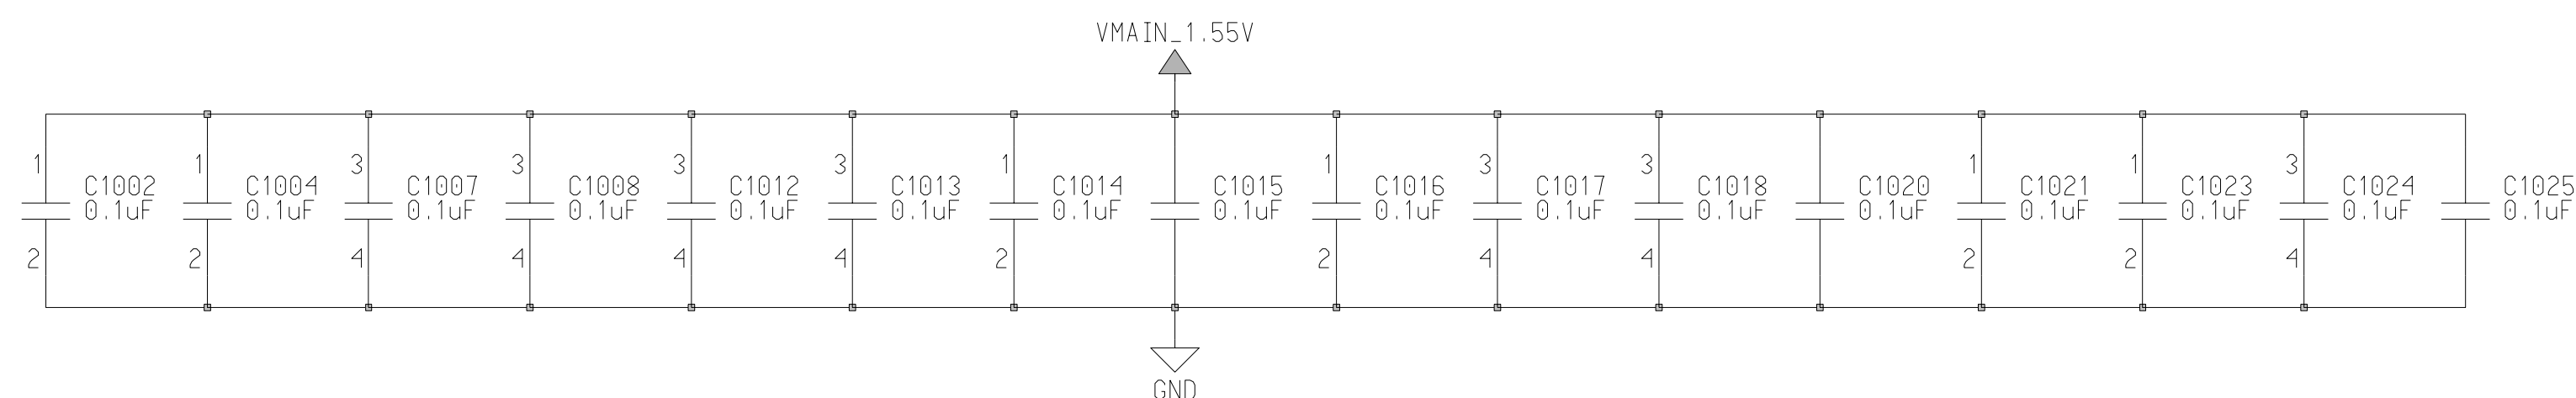 VMAIN_1.55V
1 1 3 3 3 3 1 1 3 3 1 1 3
C1002 C1004 C1007 C1008 C1012 C1013 C1014 C1015 C1016 C1017 C1018 C1020 C1021 C1023 C1024 C1025
0.1uF 0.1uF 0.1uF 0.1uF 0.1uF 0.1uF 0.1uF 0.1uF 0.1uF 0.1uF 0.1uF 0.1uF 0.1uF 0.1uF 0.1uF 0.1uF
2 2 4 4 4 4 2 2 4 4 2 2 4
GND